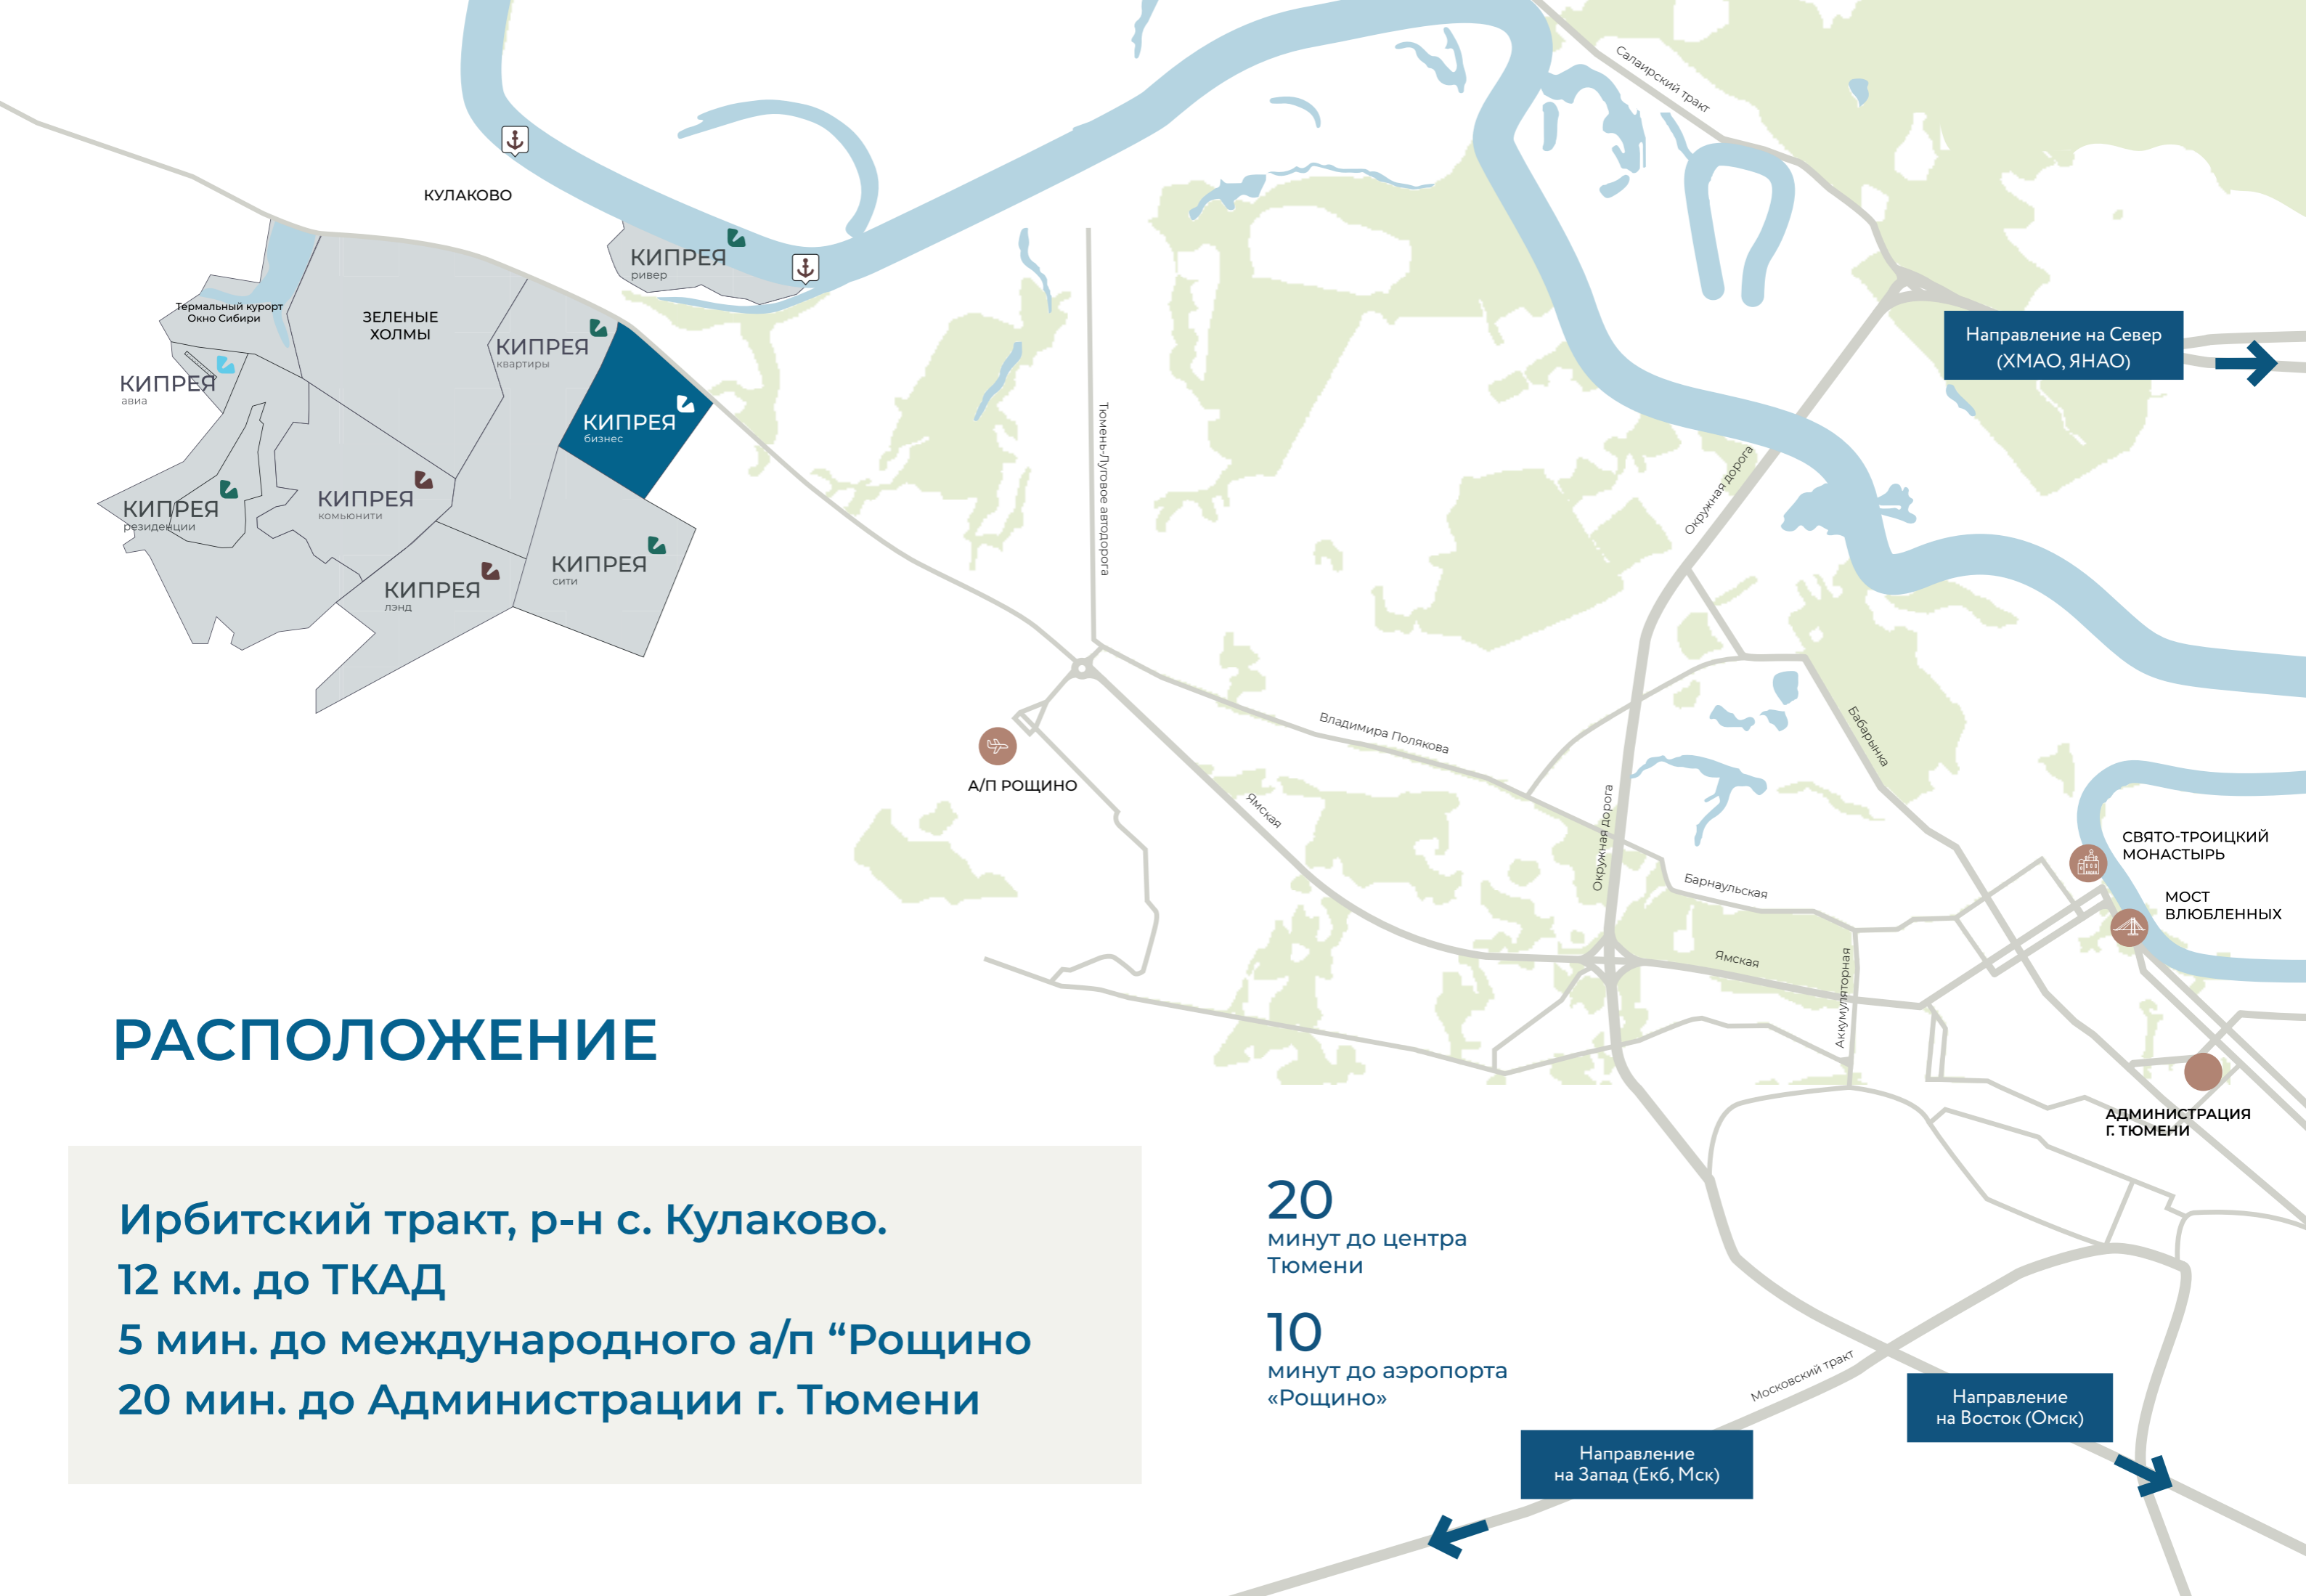 Салаирский тракт
КУЛАКОВО
КИПРЕЯ
ривер
Термальный курорт
Окно Сибири
ЗЕЛЕНЫЕ
ХОЛМЫ
КИПРЕЯ
квартиры
Направление на Север
(ХМАО, ЯНАО)
КИПРЕЯ
авиа
КИПРЕЯ
бизнес
Тюмень-Луговое автодорога
Окружная дорога
КИПРЕЯ
резиденции
КИПРЕЯ
комьюнити
КИПРЕЯ
сити
КИПРЕЯ
лэнд
Владимира Полякова
Бабарынка
А/П РОЩИНО
Ямская
Окружная дорога
СВЯТО-ТРОИЦКИЙ
МОНАСТЫРЬ
Барнаульская
МОСТ
ВЛЮБЛЕННЫХ
Ямская
Аккумуляторная
АДМИНИСТРАЦИЯ
Г. ТЮМЕНИ
РАСПОЛОЖЕНИЕ
Ирбитский тракт, р-н с. Кулаково.
12 км. до ТКАД
5 мин. до международного а/п “Рощино
20 мин. до Администрации г. Тюмени
20
минут до центра
Тюмени
10
минут до аэропорта
«Рощино»
Московский тракт
Направление
на Восток (Омск)
Направление
на Запад (Екб, Мск)